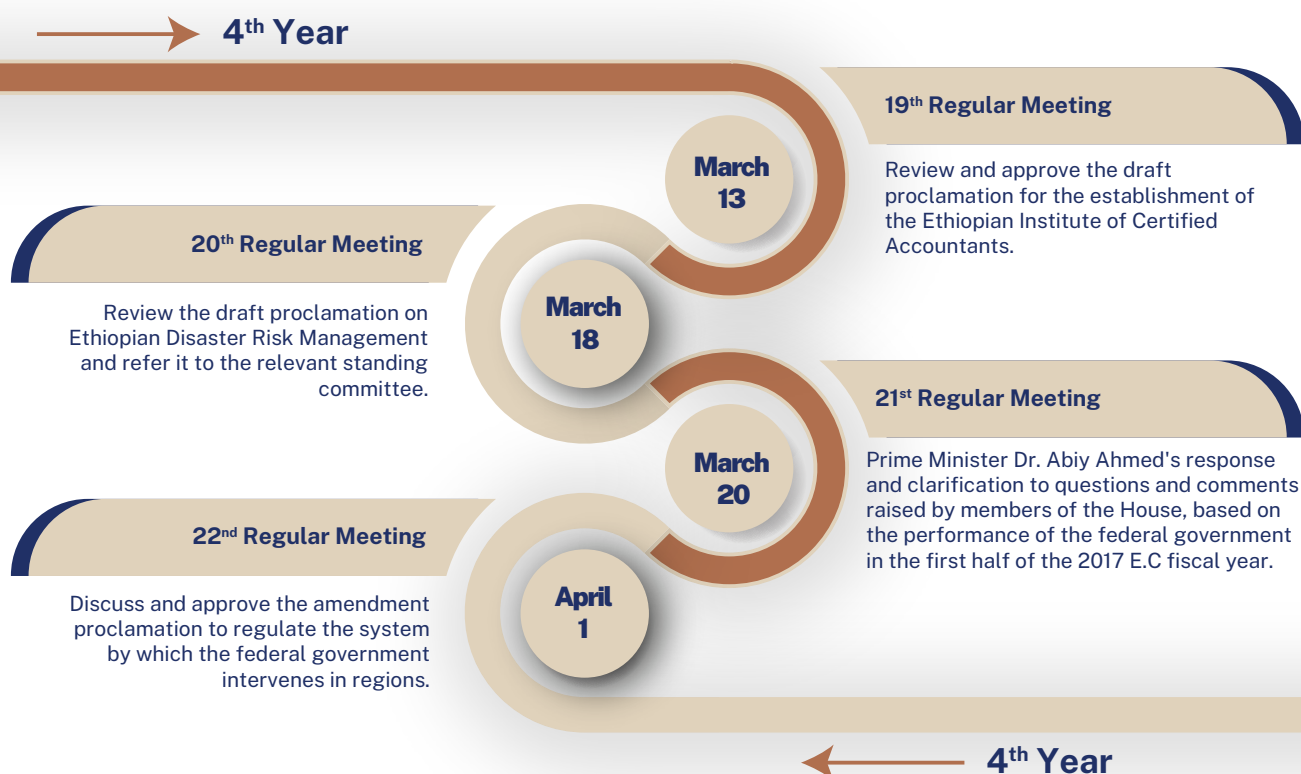 4th Year
March
13
19th Regular Meeting
Review and approve the draft
proclamation for the establishment of
the Ethiopian Institute of Certified
Accountants.
20th Regular Meeting
March
18
Review the draft proclamation on
Ethiopian Disaster Risk Management
and refer it to the relevant standing
committee.
21st Regular Meeting
March
20
Prime Minister Dr. Abiy Ahmed's response
and clarification to questions and comments
raised by members of the House, based on
the performance of the federal government
in the first half of the 2017 E.C fiscal year.
22nd Regular Meeting
April
1
Discuss and approve the amendment
proclamation to regulate the system
by which the federal government
intervenes in regions.
4th Year